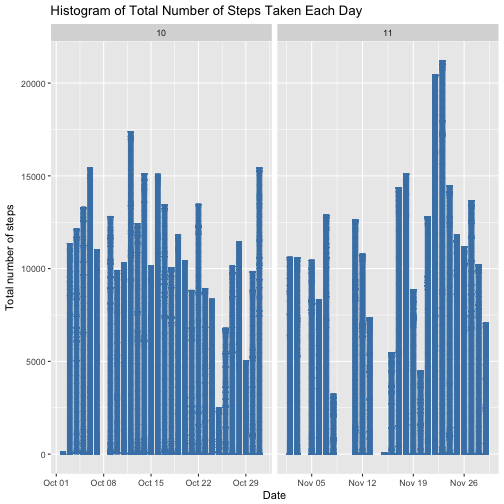 Histogram of Total Number of Steps Taken Each Day
10
11
Total number of steps
20000
15000
10000
5000
0
Oct 01 Oct 08 Oct 15 Oct 22 Oct 29
Nov 05 Nov 12 Nov 19 Nov 26
Date